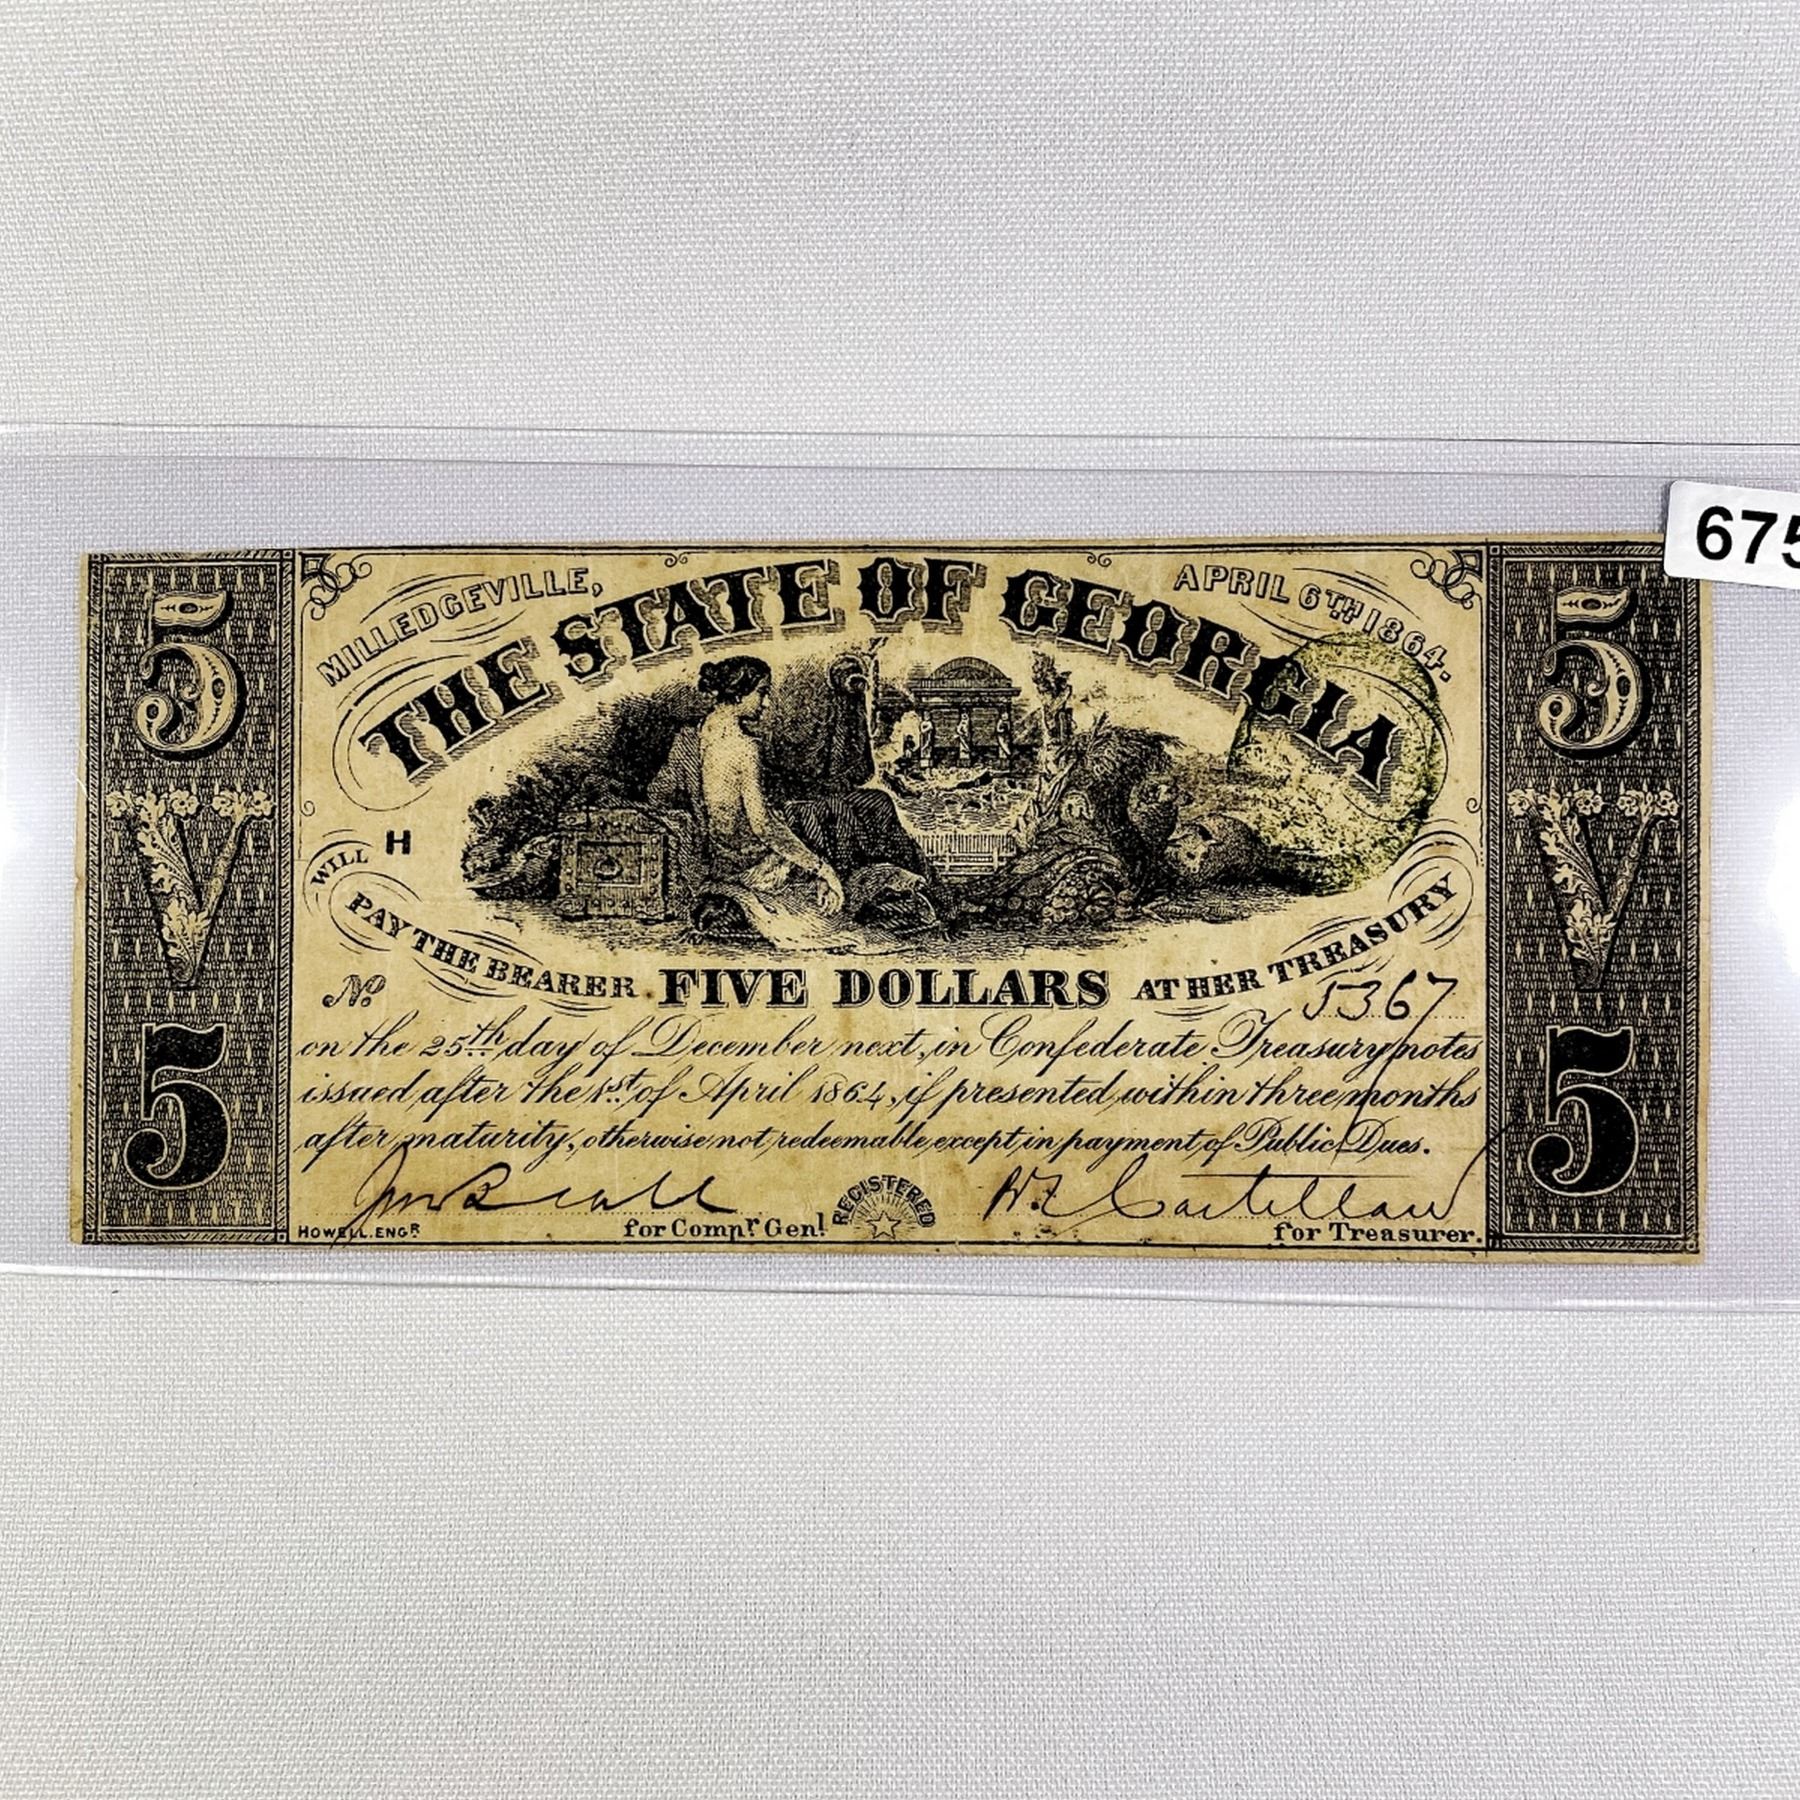 675
5
5
MILLEDGEVILLE,
APRIL 6TH 1864.
THE STATE OF GEORGIA
V
V
H
WILL
PAY THE BEARER FIVE DOLLARS AT HER TREASURY
No 5367
on the 25th day of December next, in Confederate Treasury notes
issued after the 1st of April 1864, if presented within three months
after maturity, otherwise not redeemable except in payment of Public Dues.
5
5
HOWELL. ENGR
for Compr Genl
REGISTERED
for Treasurer.